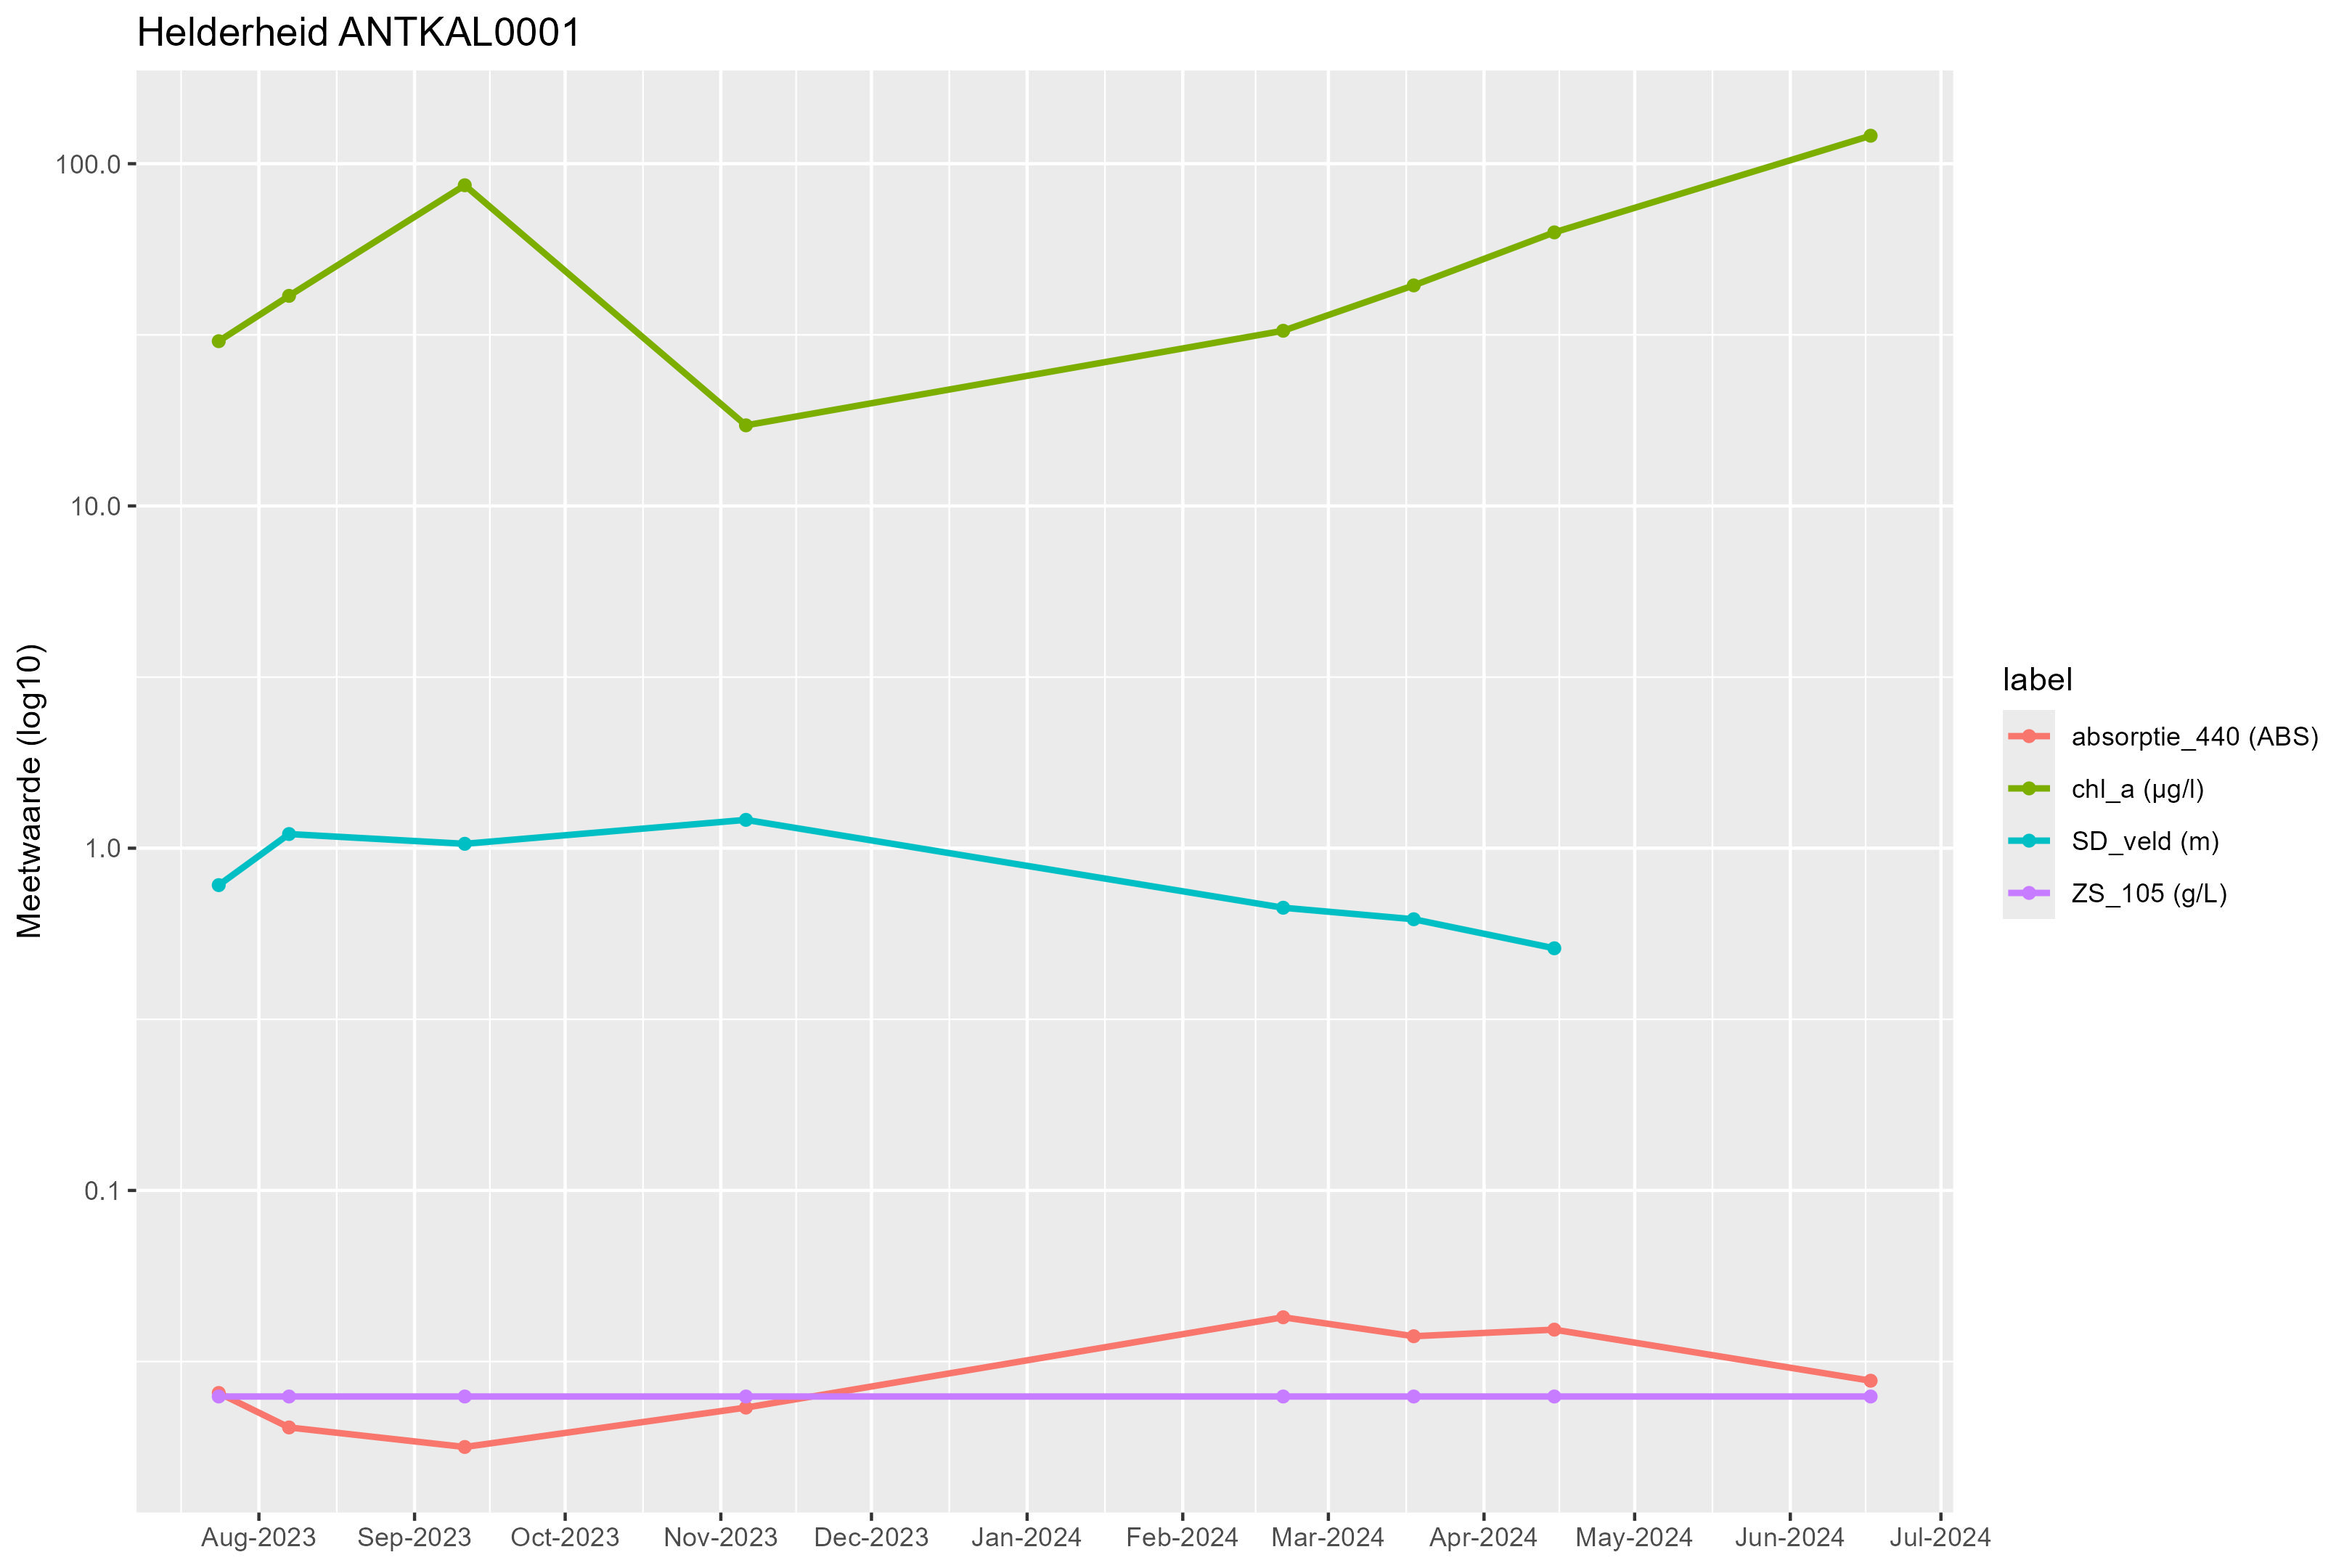 Helderheid ANTKAL0001
100.0
10.0
1.0
0.1
Meetwaarde (log10)
Aug-2023 Sep-2023 Oct-2023 Nov-2023 Dec-2023 Jan-2024 Feb-2024 Mar-2024 Apr-2024 May-2024 Jun-2024 Jul-2024
label
absorptie_440 (ABS)
chl_a (µg/l)
SD_veld (m)
ZS_105 (g/L)